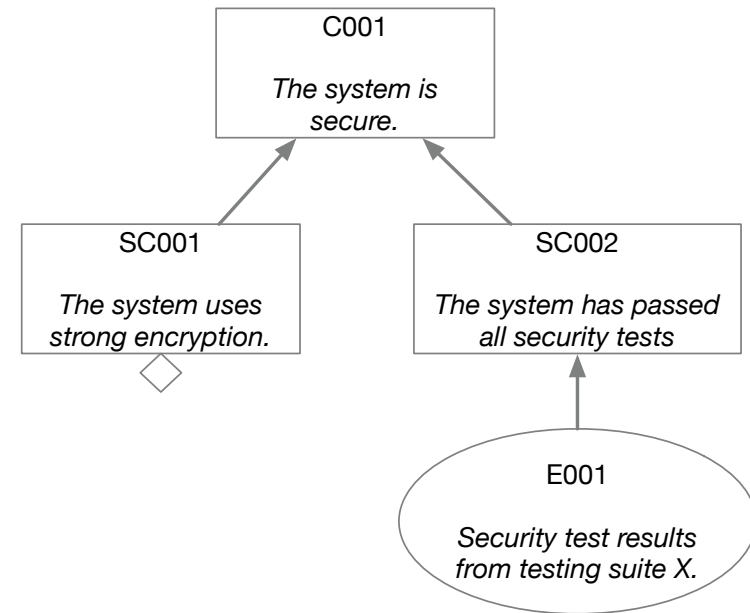 C001
The system is
secure.
SC001
The system uses
strong encryption.
SC002
The system has passed
all security tests
E001
Security test results
from testing suite X.